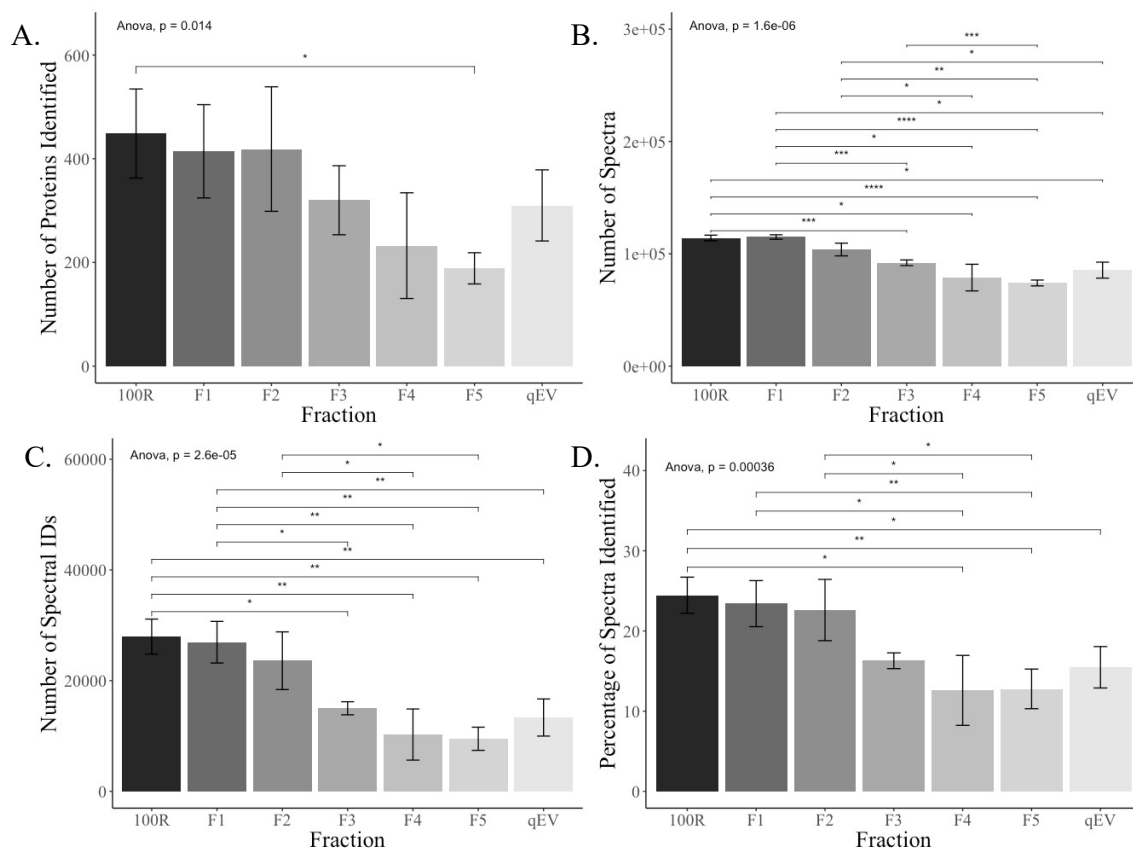 A.
Anova, p = 0.014
600
400
200
0
*
Number of Proteins Identified
100R F1 F2 F3 F4 F5 qEV
Fraction
B.
Anova, p = 1.6e-06
3e+05
2e+05
1e+05
0e+00
***
*
**
*
*
****
*
***
*
****
*
***
Number of Spectra
100R F1 F2 F3 F4 F5 qEV
Fraction
C.
Anova, p = 2.6e-05
60000
40000
20000
0
*
*
**
**
**
*
**
**
**
*
Number of Spectral IDs
100R F1 F2 F3 F4 F5 qEV
Fraction
D.
Anova, p = 0.00036
40
30
20
10
0
*
*
**
*
*
**
*
Percentage of Spectra Identified
100R F1 F2 F3 F4 F5 qEV
Fraction